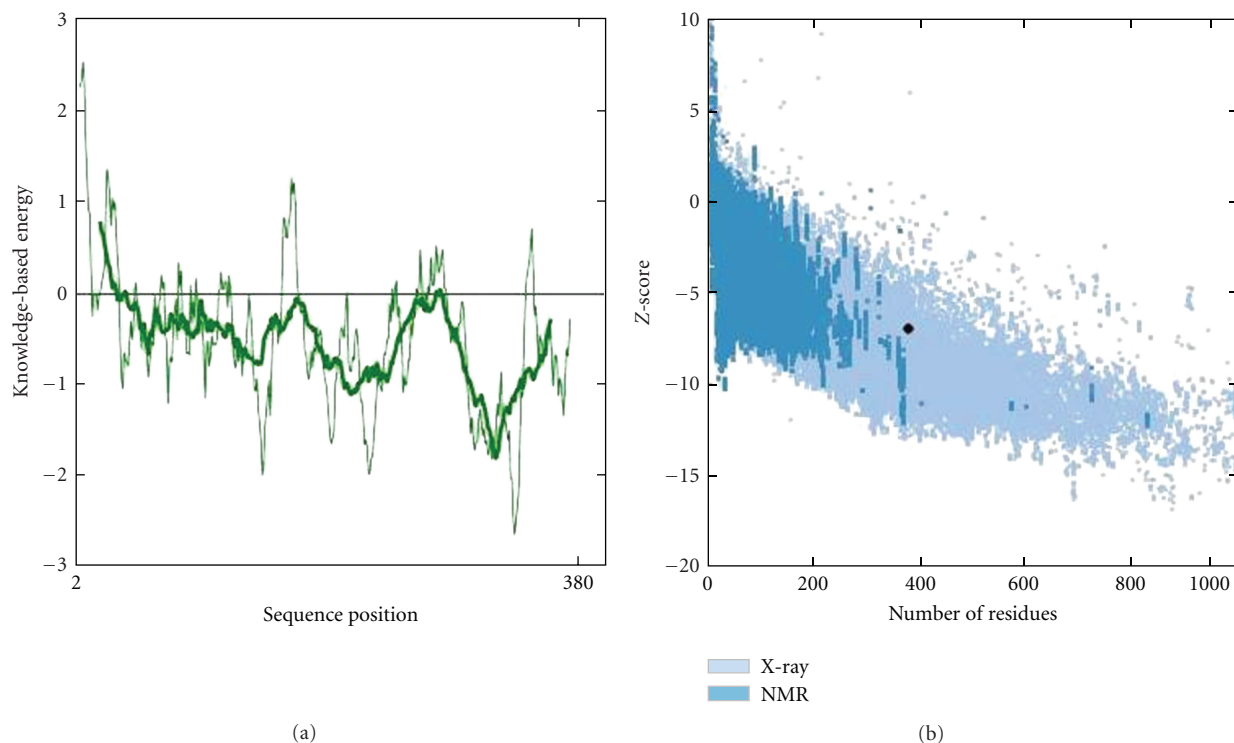 3
2
1
0
−1
−2
−3
2
380
Knowledge-based energy
Sequence position
(a)
10
5
0
−5
−10
−15
−20
0 200 400 600 800 1000
Z-score
Number of residues
X-ray
NMR
(b)